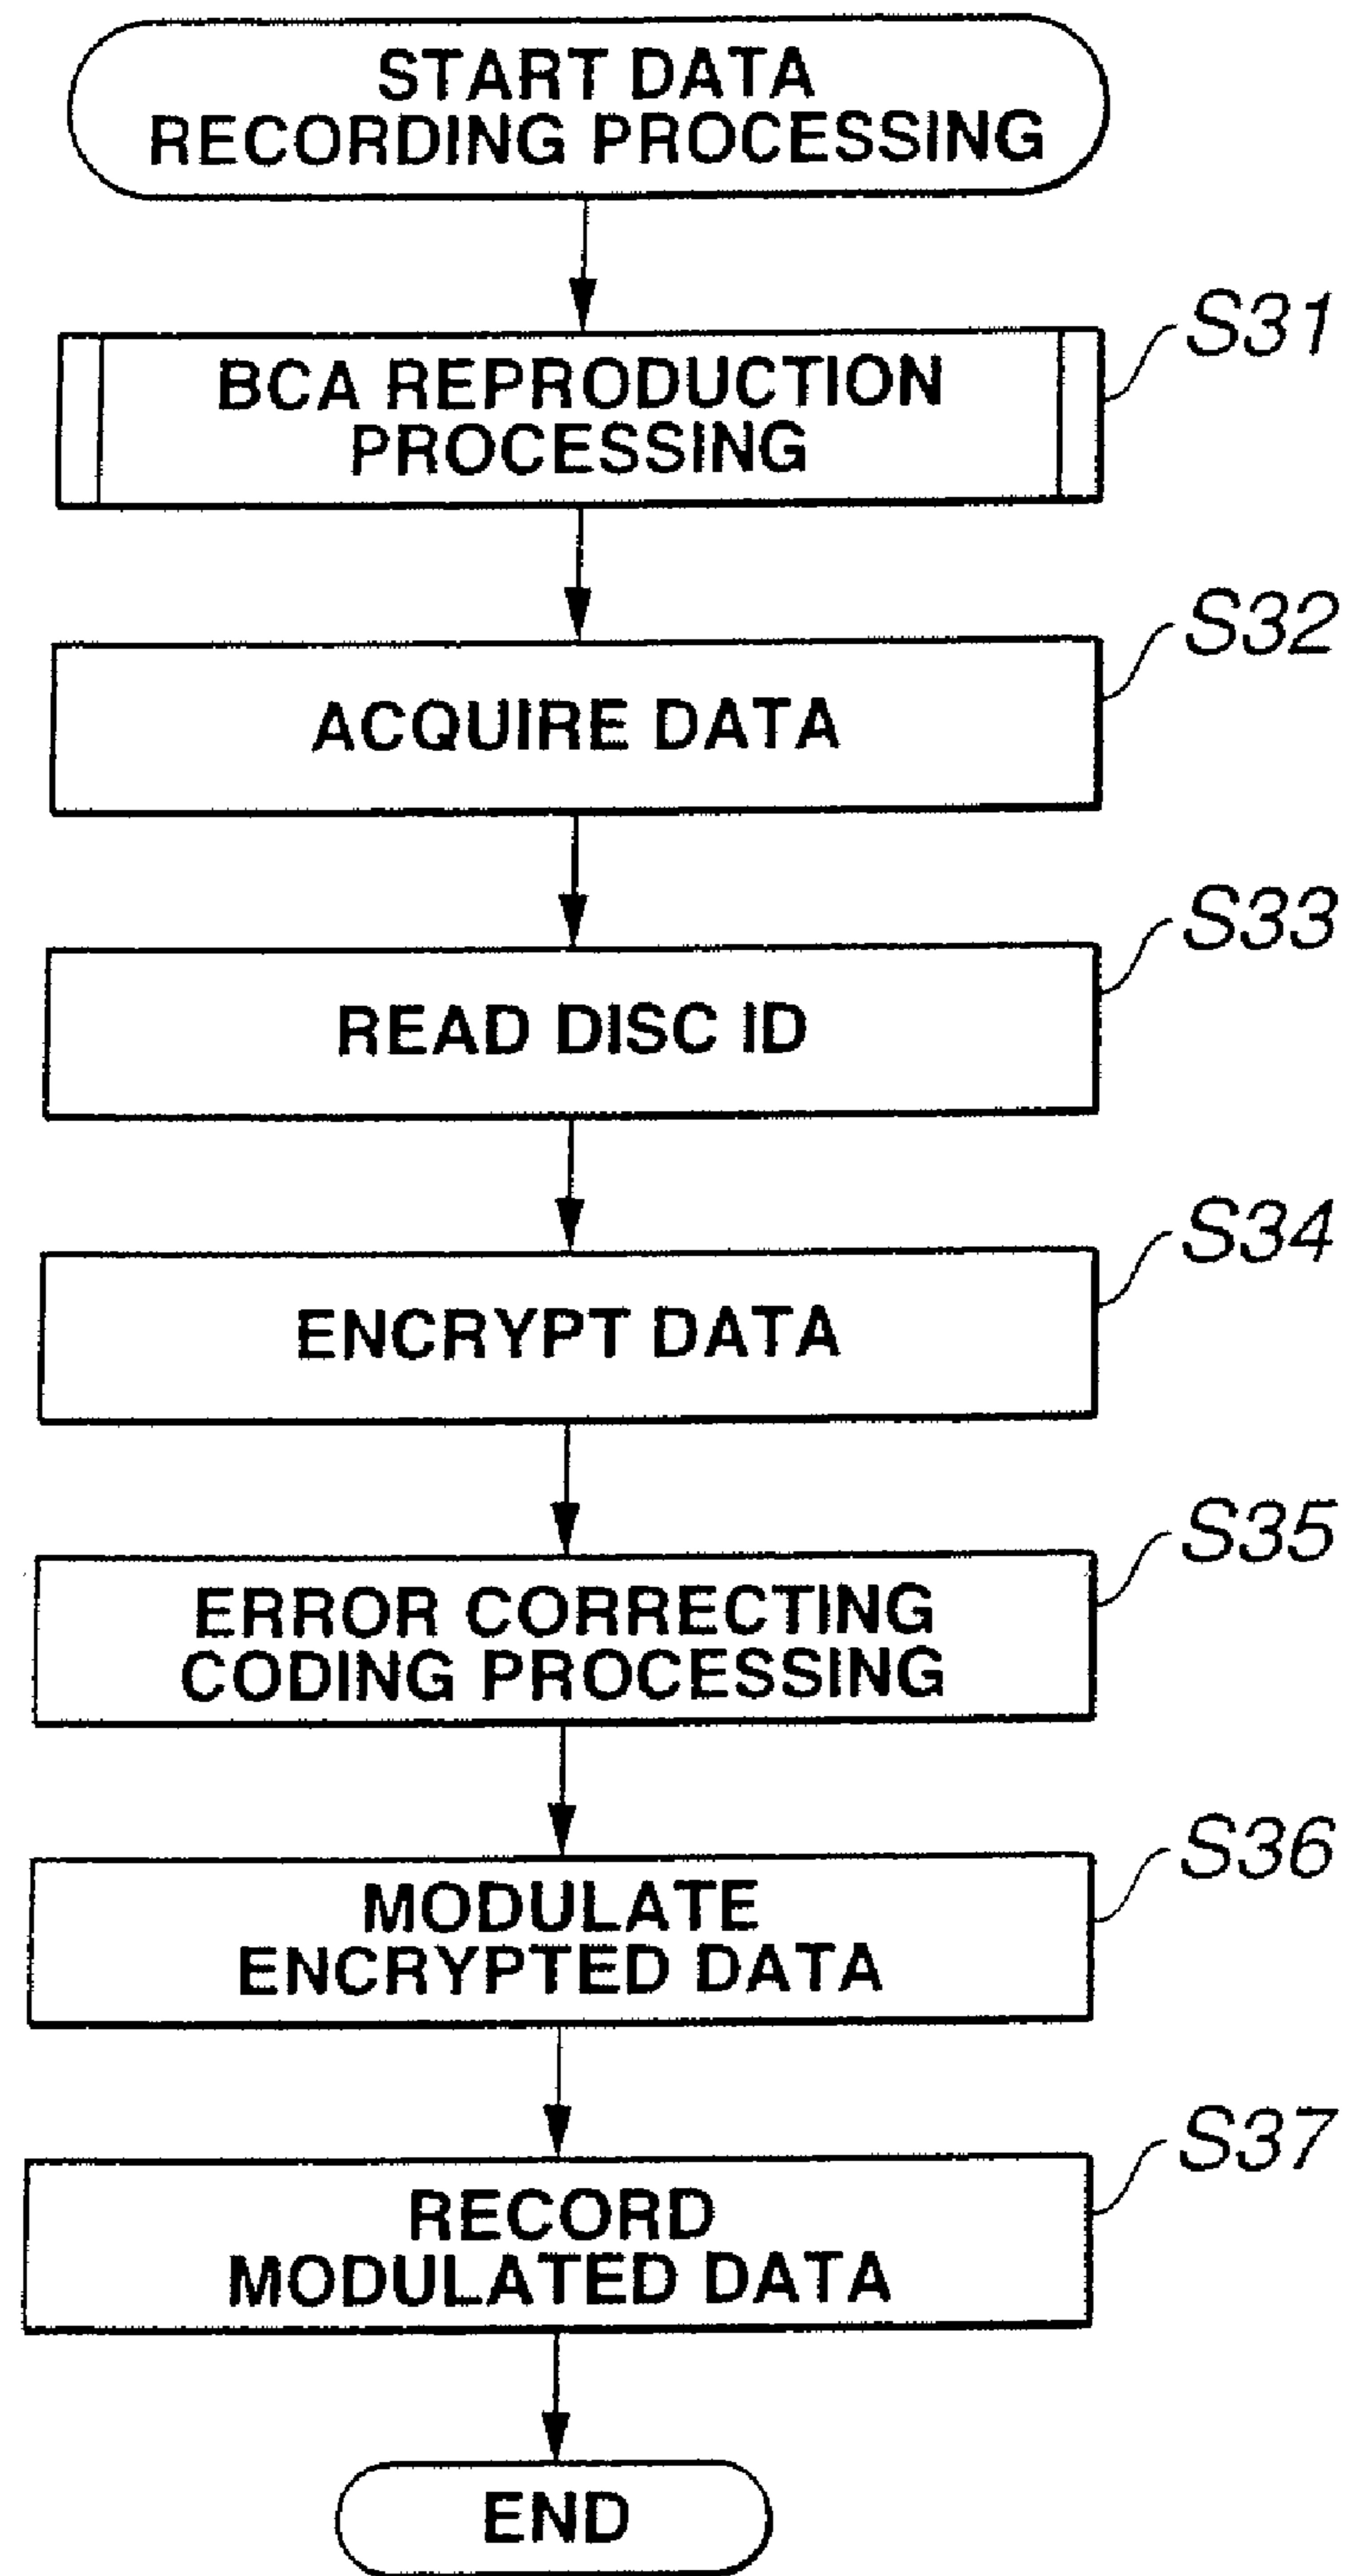 START DATA
RECORDING PROCESSING
S31
BCA REPRODUCTION
PROCESSING
S32
ACQUIRE DATA
S33
READ DISC ID
S34
ENCRYPT DATA
S35
ERROR CORRECTING
CODING PROCESSING
S36
MODULATE
ENCRYPTED DATA
S37
RECORD
MODULATED DATA
END